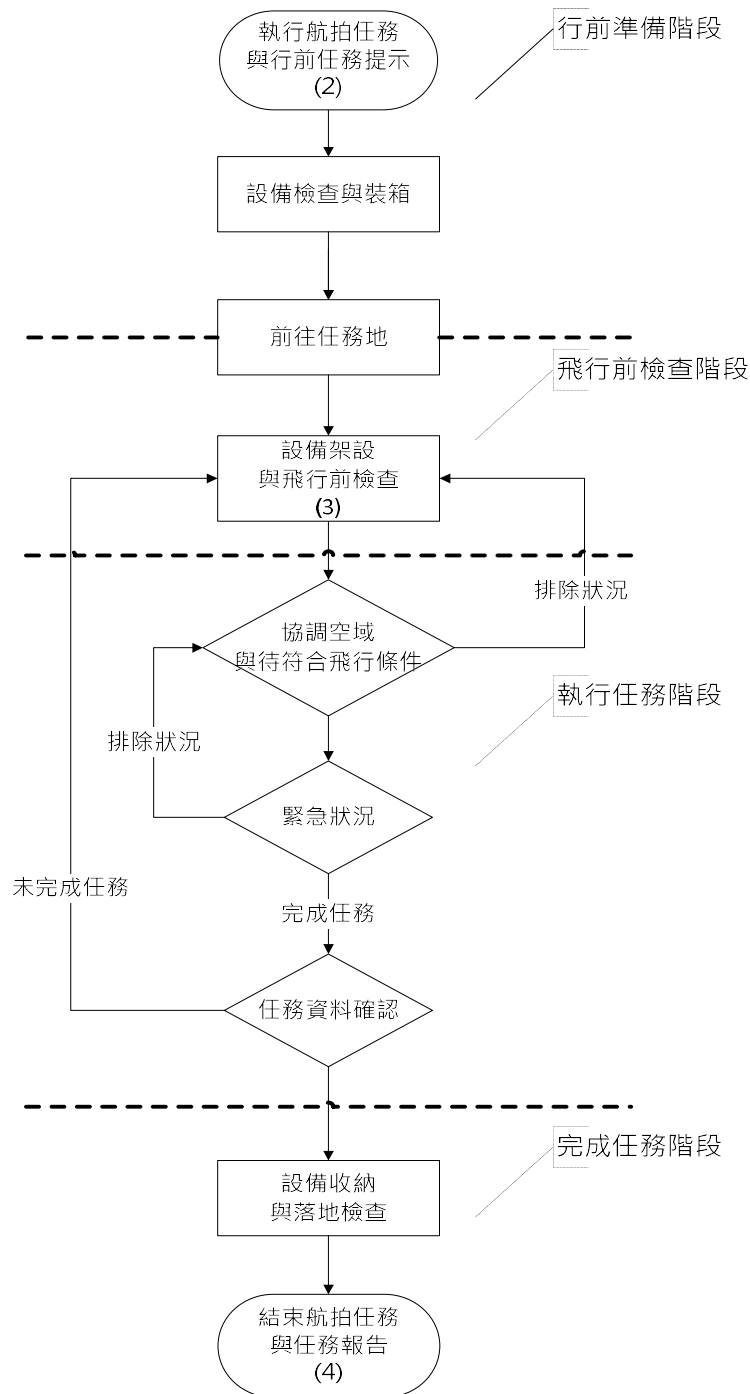 執行航拍任務
與行前任務提示
(2)
行前準備階段
設備檢查與裝箱
前往任務地
飛行前檢查階段
設備架設
與飛行前檢查
(3)
排除狀況
協調空域
與待符合飛行條件
執行任務階段
排除狀況
緊急狀況
未完成任務
完成任務
任務資料確認
完成任務階段
設備收納
與落地檢查
結束航拍任務
與任務報告
(4)